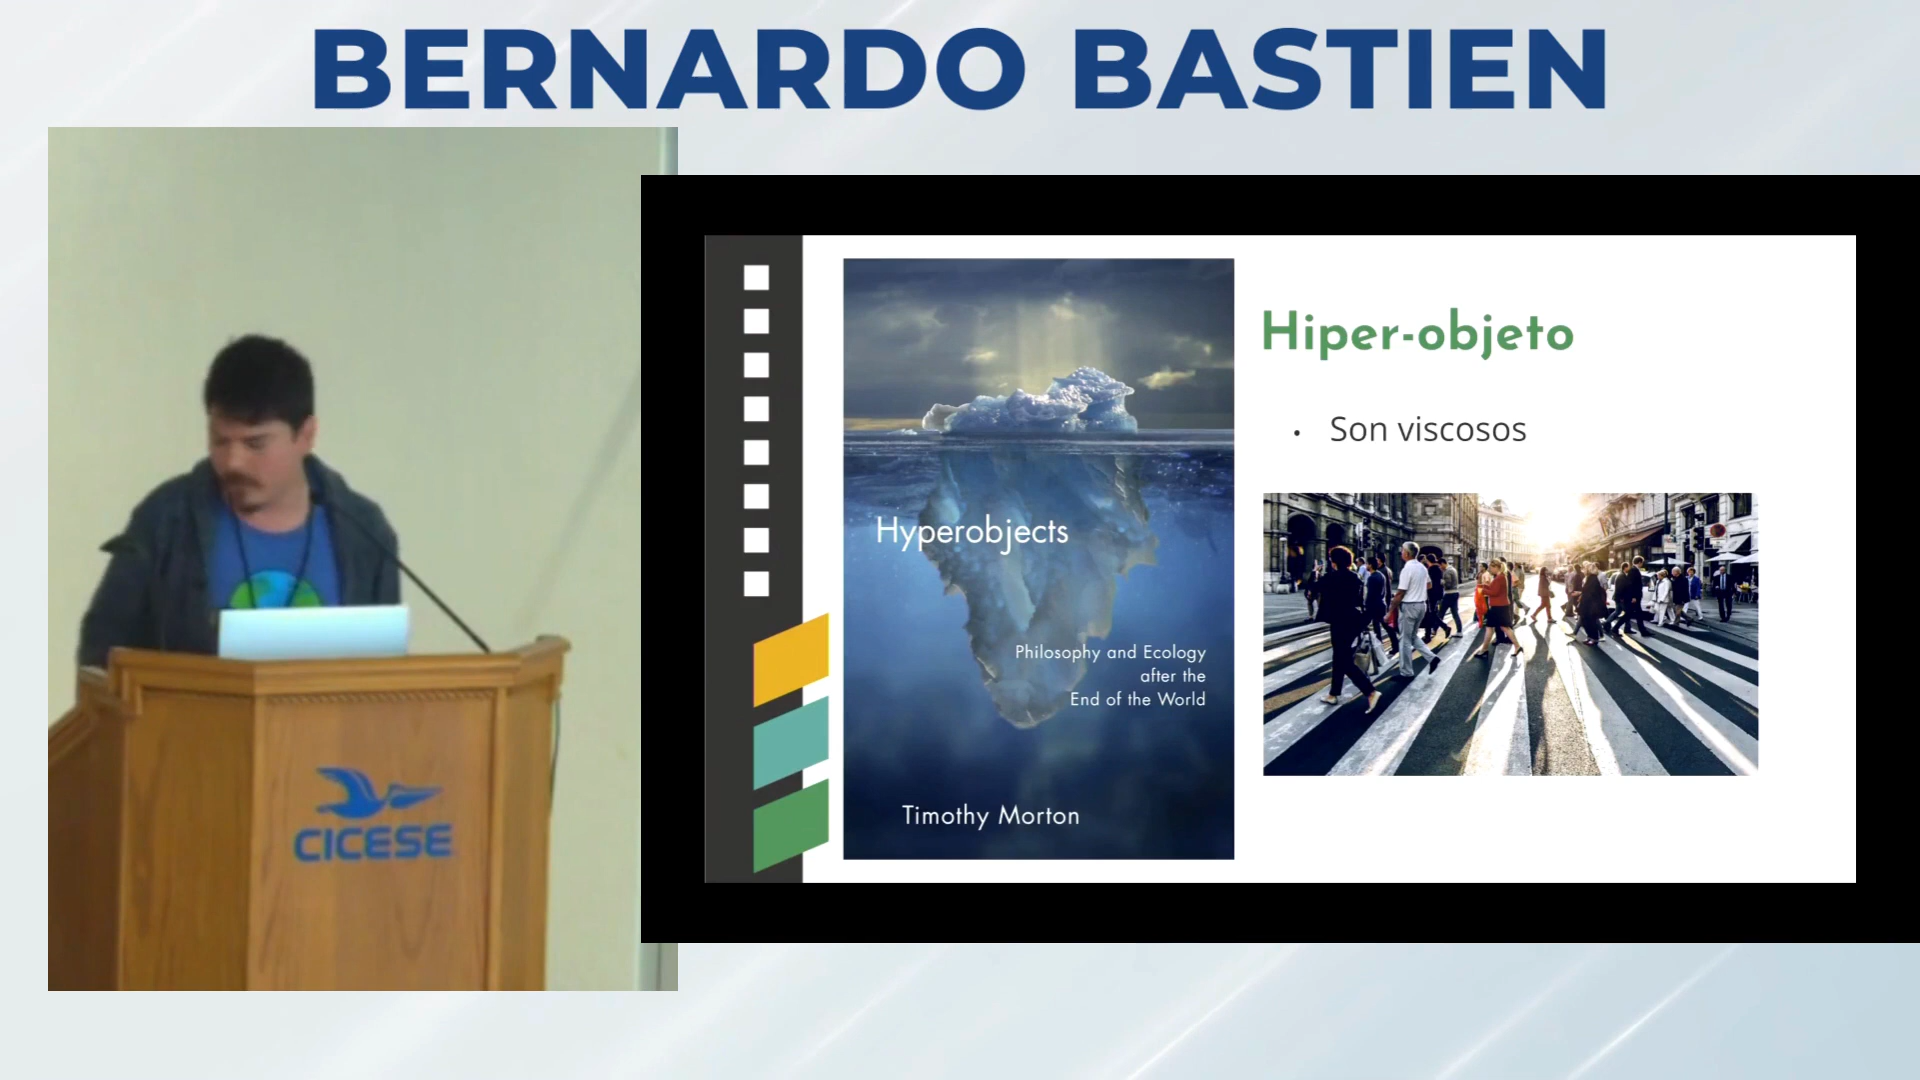 BERNARDO BASTIEN
CICESE
Hyperobjects
Philosophy and Ecology
after the
End of the World
Timothy Morton
Hiper-objeto
• Son viscosos